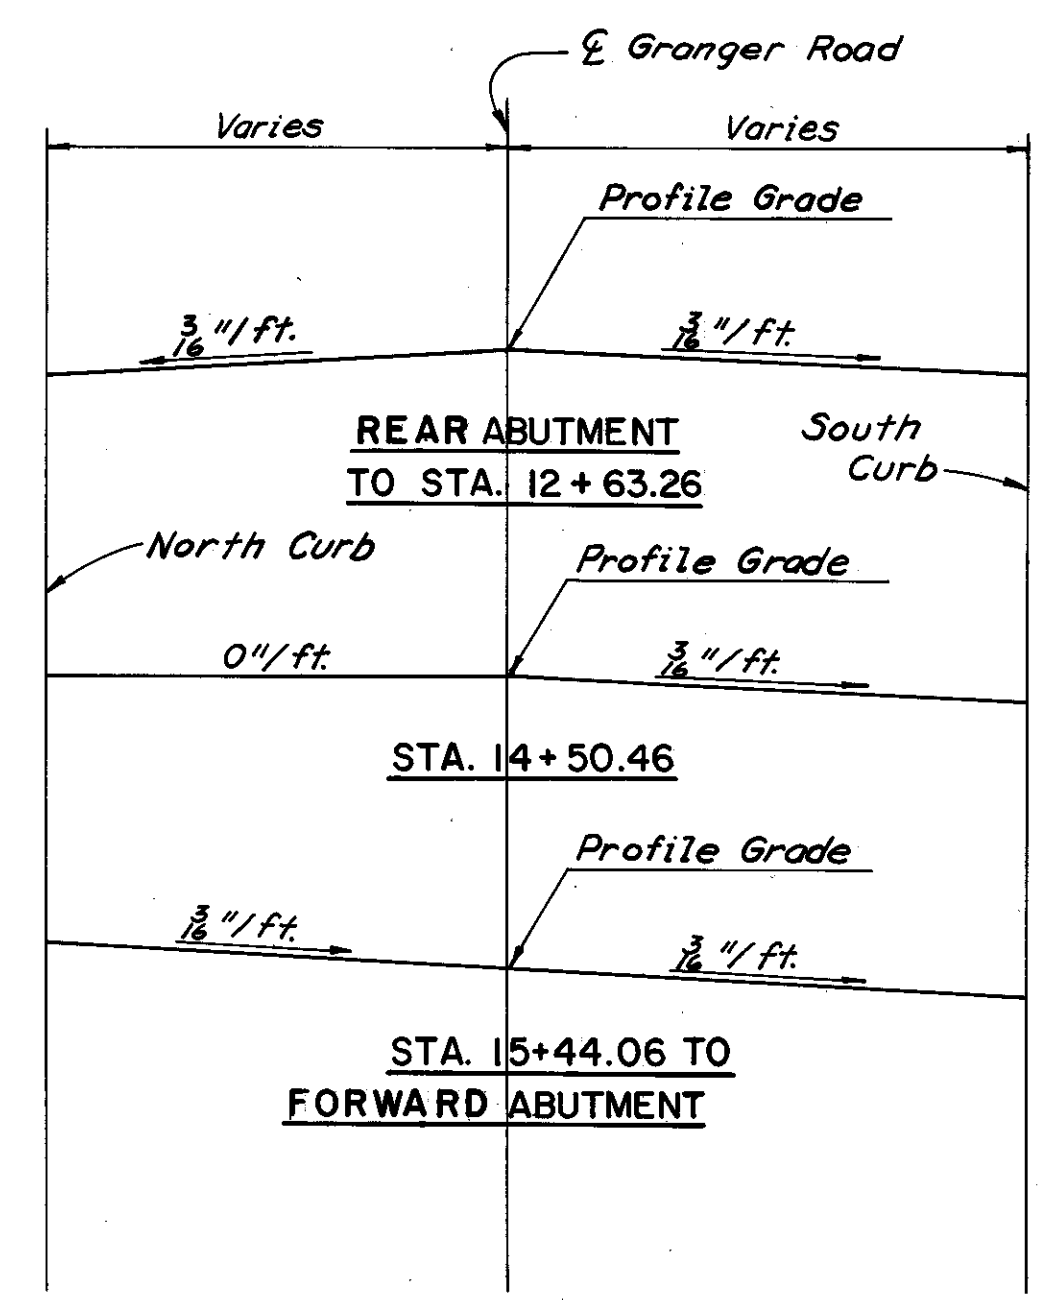 ℄ Granger Road
Varies
Varies
Profile Grade
3/16 "/ft.
3/16 "/ft.
REAR ABUTMENT
TO STA. 12+63.26
South
Curb
North Curb
Profile Grade
0"/ft.
3/16 "/ft.
STA. 14+50.46
Profile Grade
3/16 "/ft.
3/16 "/ft.
STA. 15+44.06 TO
FORWARD ABUTMENT